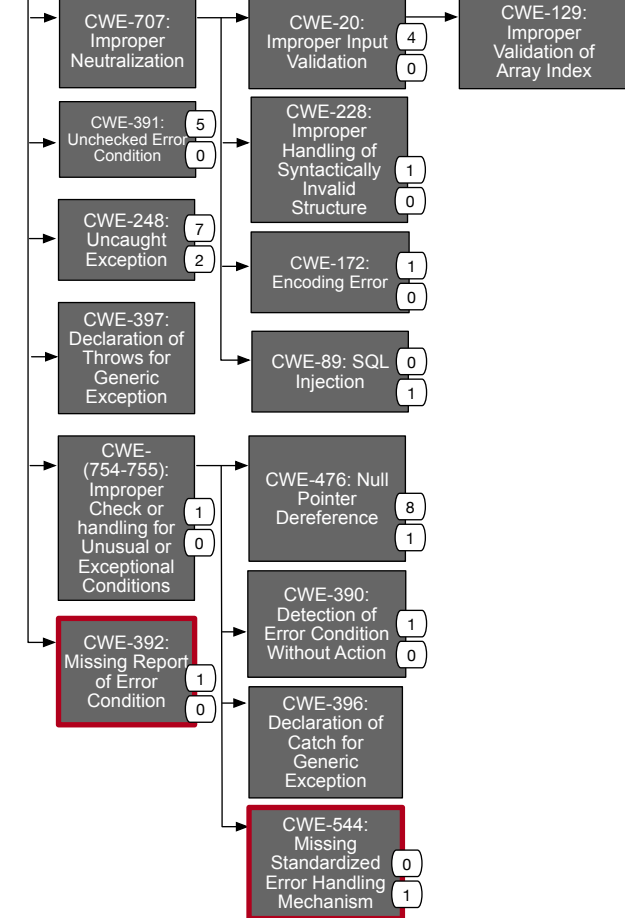 CWE-707:
Improper
Neutralization
CWE-20:
Improper Input
Validation
4
0
CWE-129:
Improper
Validation of
Array Index
CWE-391:
Unchecked Error
Condition
5
0
CWE-228:
Improper
Handling of
Syntactically
Invalid
Structure
1
0
CWE-248:
Uncaught
Exception
7
2
CWE-172:
Encoding Error
1
0
CWE-397:
Declaration of
Throws for
Generic
Exception
CWE-89: SQL
Injection
0
1
CWE-
(754-755):
Improper
Check or
handling for
Unusual or
Exceptional
Conditions
1
0
CWE-476: Null
Pointer
Dereference
8
1
CWE-390:
Detection of
Error Condition
Without Action
1
0
CWE-392:
Missing Report
of Error
Condition
1
0
CWE-396:
Declaration of
Catch for
Generic
Exception
CWE-544:
Missing
Standardized
Error Handling
Mechanism
0
1